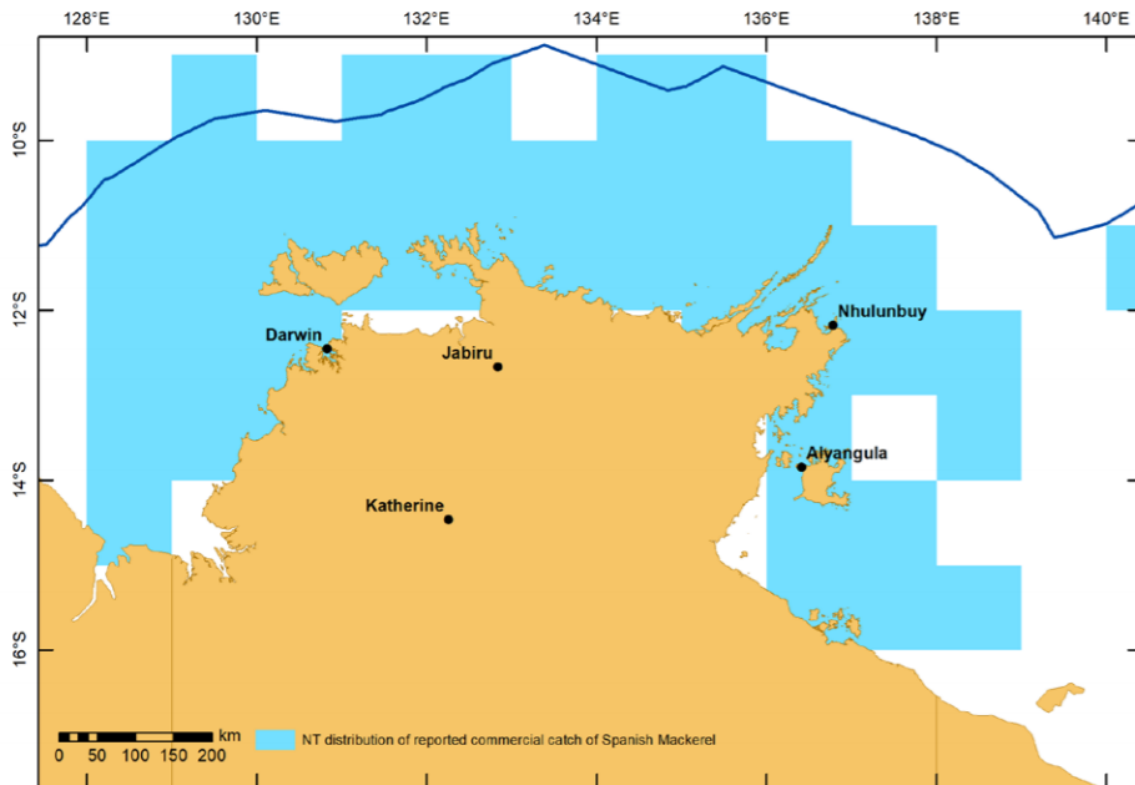 128°E 130°E 132°E 134°E 136°E 138°E 140°E
10°S
12°S
14°S
16°S
Nhulunbuy
Darwin
Jabiru
Alyangula
Katherine
km
0 50 100 150 200
NT distribution of reported commercial catch of Spanish Mackerel